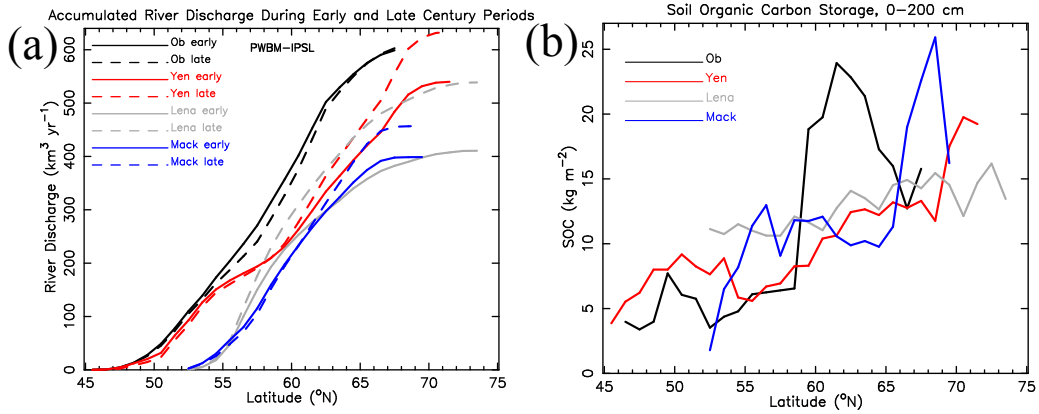 (a)
Accumulated River Discharge During Early and Late Century Periods
PWBM–IPSL
Ob early
Ob late
Yen early
Yen late
Lena early
Lena late
Mack early
Mack late
River Discharge (km³ yr⁻¹)
600
500
400
300
200
100
0
45 50 55 60 65 70 75
Latitude (°N)
(b)
Soil Organic Carbon Storage, 0–200 cm
Ob
Yen
Lena
Mack
SOC (kg m⁻²)
25
20
15
10
5
0
45 50 55 60 65 70 75
Latitude (°N)